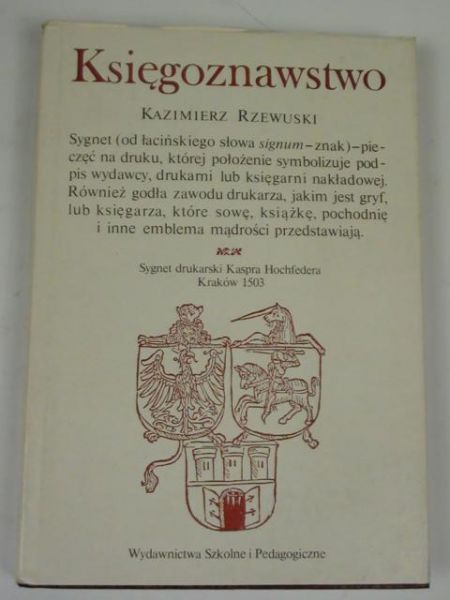 Księgoznawstwo
KAZIMIERZ RZEWUSKI
Sygnet (od łacińskiego słowa signum–znak)–pie-
częć na druku, której położenie symbolizuje pod-
pis wydawcy, drukarni lub księgarni nakładowej.
Również godła zawodu drukarza, jakim jest gryf,
lub księgarza, które sowę, książkę, pochodnię
i inne emblema mądrości przedstawiają.
Sygnet drukarski Kaspra Hochfedera
Kraków 1503
Wydawnictwa Szkolne i Pedagogiczne